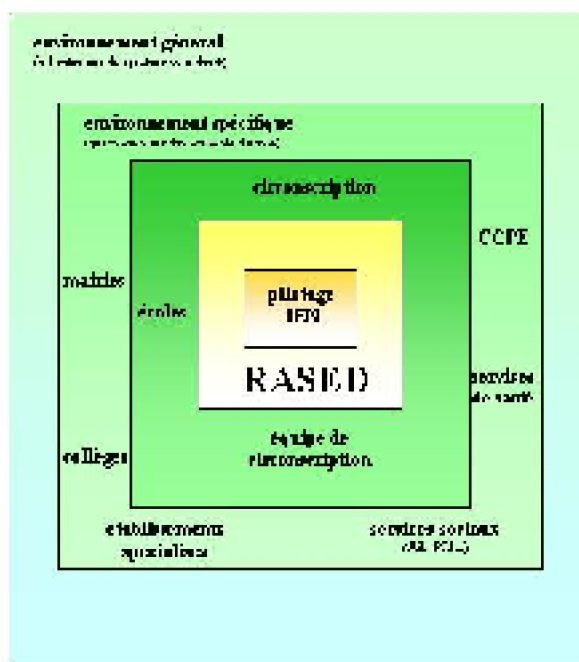 environnement général
environnement spécifique
circonscription
CCPE
mairies
écoles
pilotage
IEN
RASED
services
de santé
équipe de
circonscription
collèges
établissements
spécialisés
services sociaux